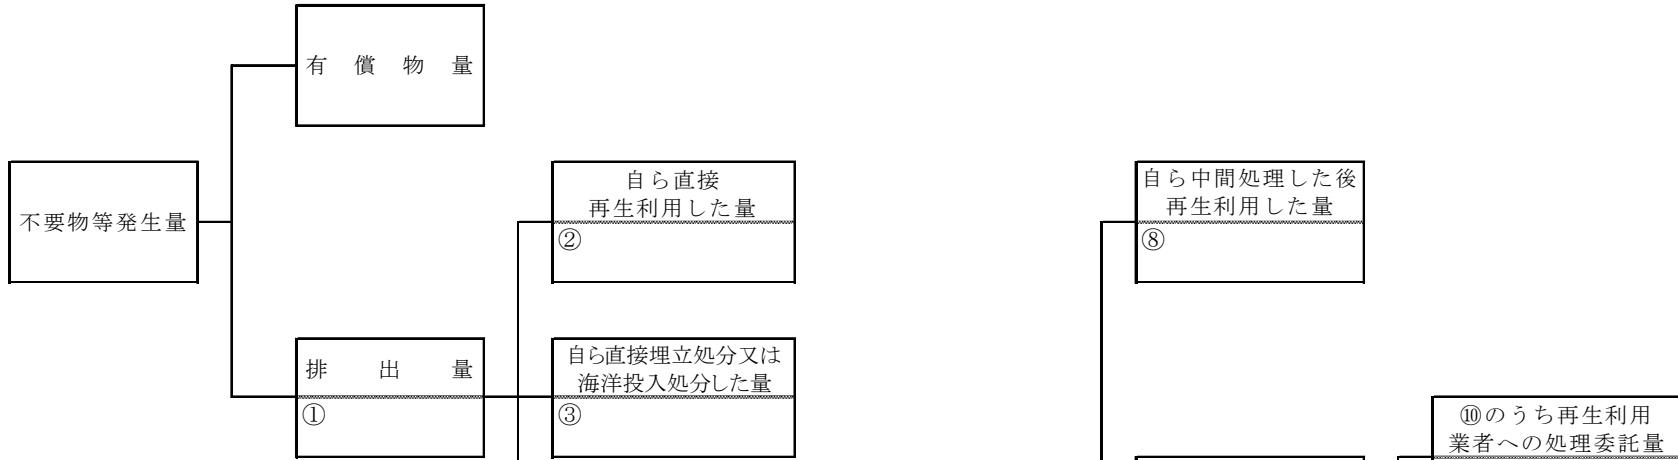 有償物量
不要物等発生量
自ら直接
再生利用した量
②
自ら中間処理した後
再生利用した量
⑧
排出量
①
自ら直接埋立処分又は
海洋投入処分した量
③
⑩のうち再生利用
業者への処理委託量